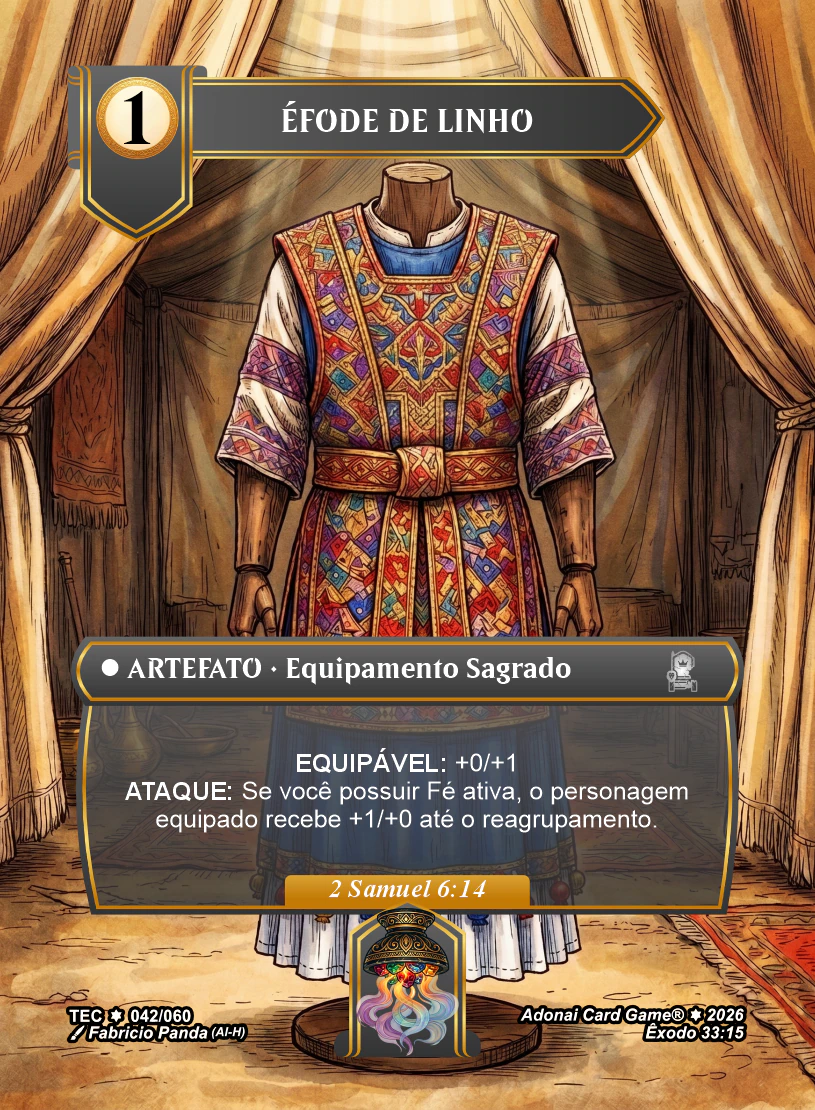 1
ÉFODE DE LINHO
ARTEFATO · Equipamento Sagrado
EQUIPÁVEL: +0/+1
ATAQUE: Se você possuir Fé ativa, o personagem
equipado recebe +1/+0 até o reagrupamento.
2 Samuel 6:14
TEC ✸ 042/060
Fabricio Panda (AI-H)
Adonai Card Game® ✸ 2026
Êxodo 33:15